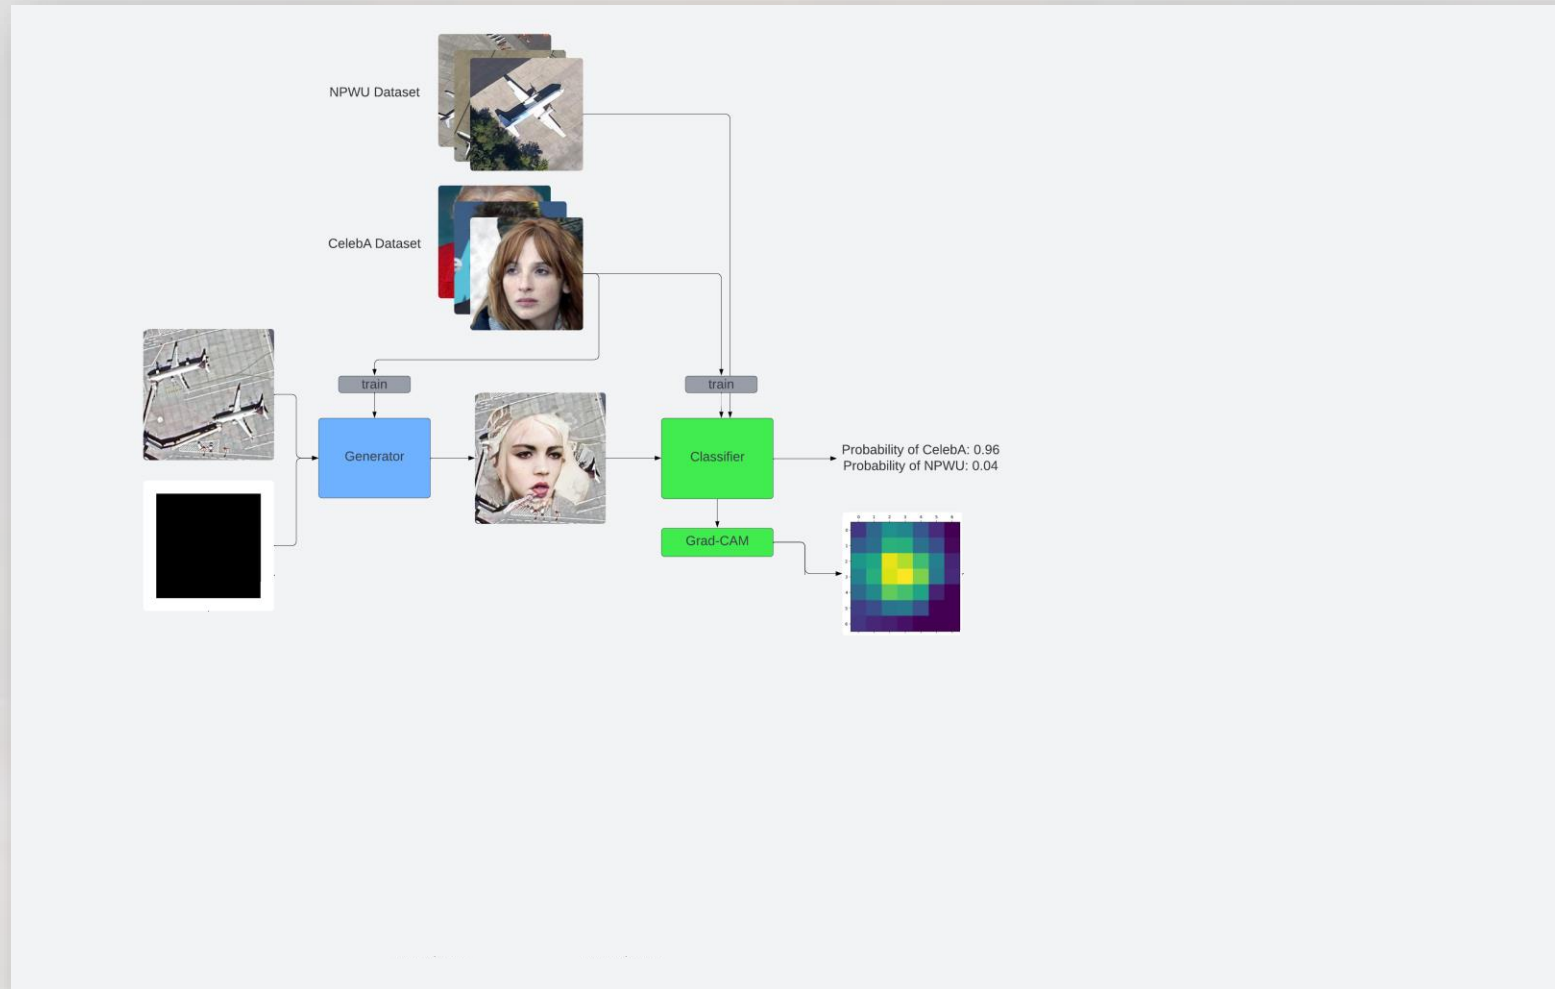 NPWU Dataset
CelebA Dataset
train
train
Generator
Classifier
Probability of CelebA: 0.96
Probability of NPWU: 0.04
Grad-CAM